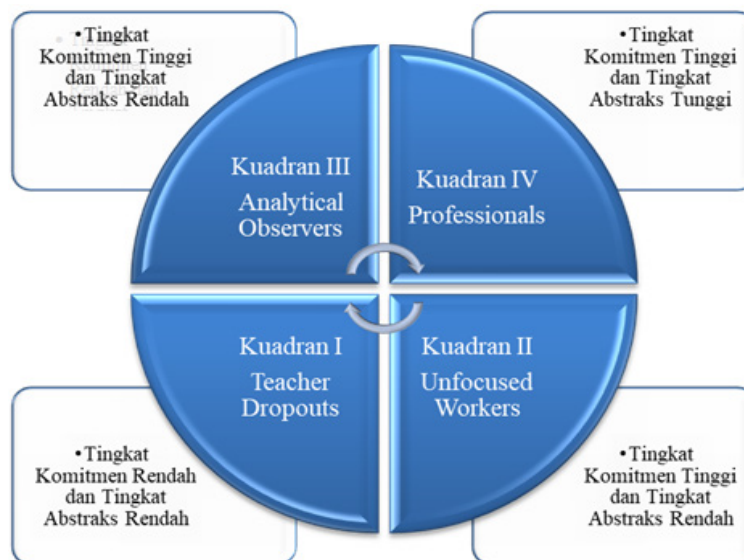 •Tingkat
Komitmen Tinggi
dan Tingkat
Abstraks Rendah
•Tingkat
Komitmen Tinggi
dan Tingkat
Abstraks Tunggi
Kuadran III
Analytical
Observers
Kuadran IV
Professionals
Kuadran I
Teacher
Dropouts
Kuadran II
Unfocused
Workers
•Tingkat
Komitmen Rendah
dan Tingkat
Abstraks Rendah
•Tingkat
Komitmen Tinggi
dan Tingkat
Abstraks Rendah